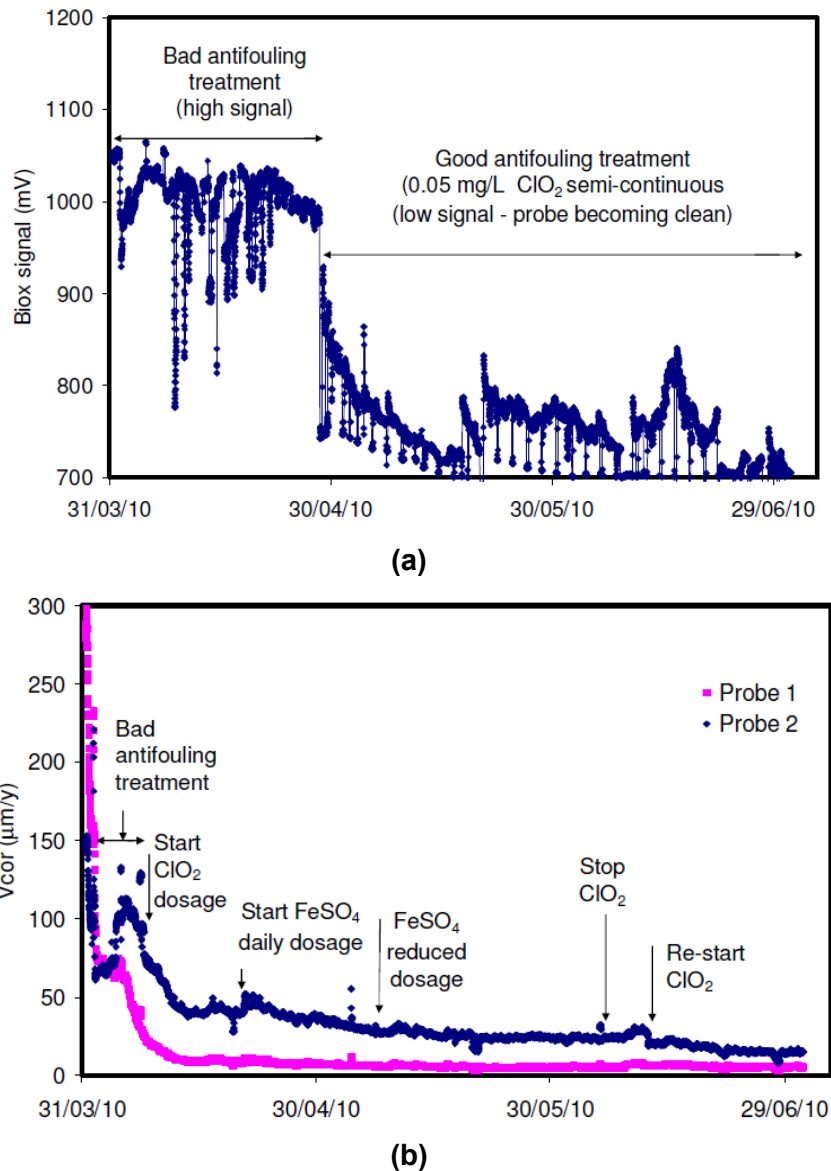 1200
Bad antifouling
treatment
(high signal)
1100
Good antifouling treatment
(0.05 mg/L ClO₂ semi-continuous
(low signal - probe becoming clean)
1000
Biox signal (mV)
900
800
700
31/03/10 30/04/10 30/05/10 29/06/10
(a)
300
250
Probe 1
Probe 2
200
Bad
antifouling
treatment
150
Start
ClO₂
dosage
Vcor (μm/y)
100
Start FeSO₄
daily dosage
FeSO₄
reduced
dosage
Stop
ClO₂
Re-start
ClO₂
50
0
31/03/10 30/04/10 30/05/10 29/06/10
(b)